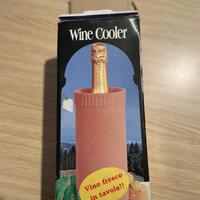 Wine Cooler
Vino fresco
in tavola!!